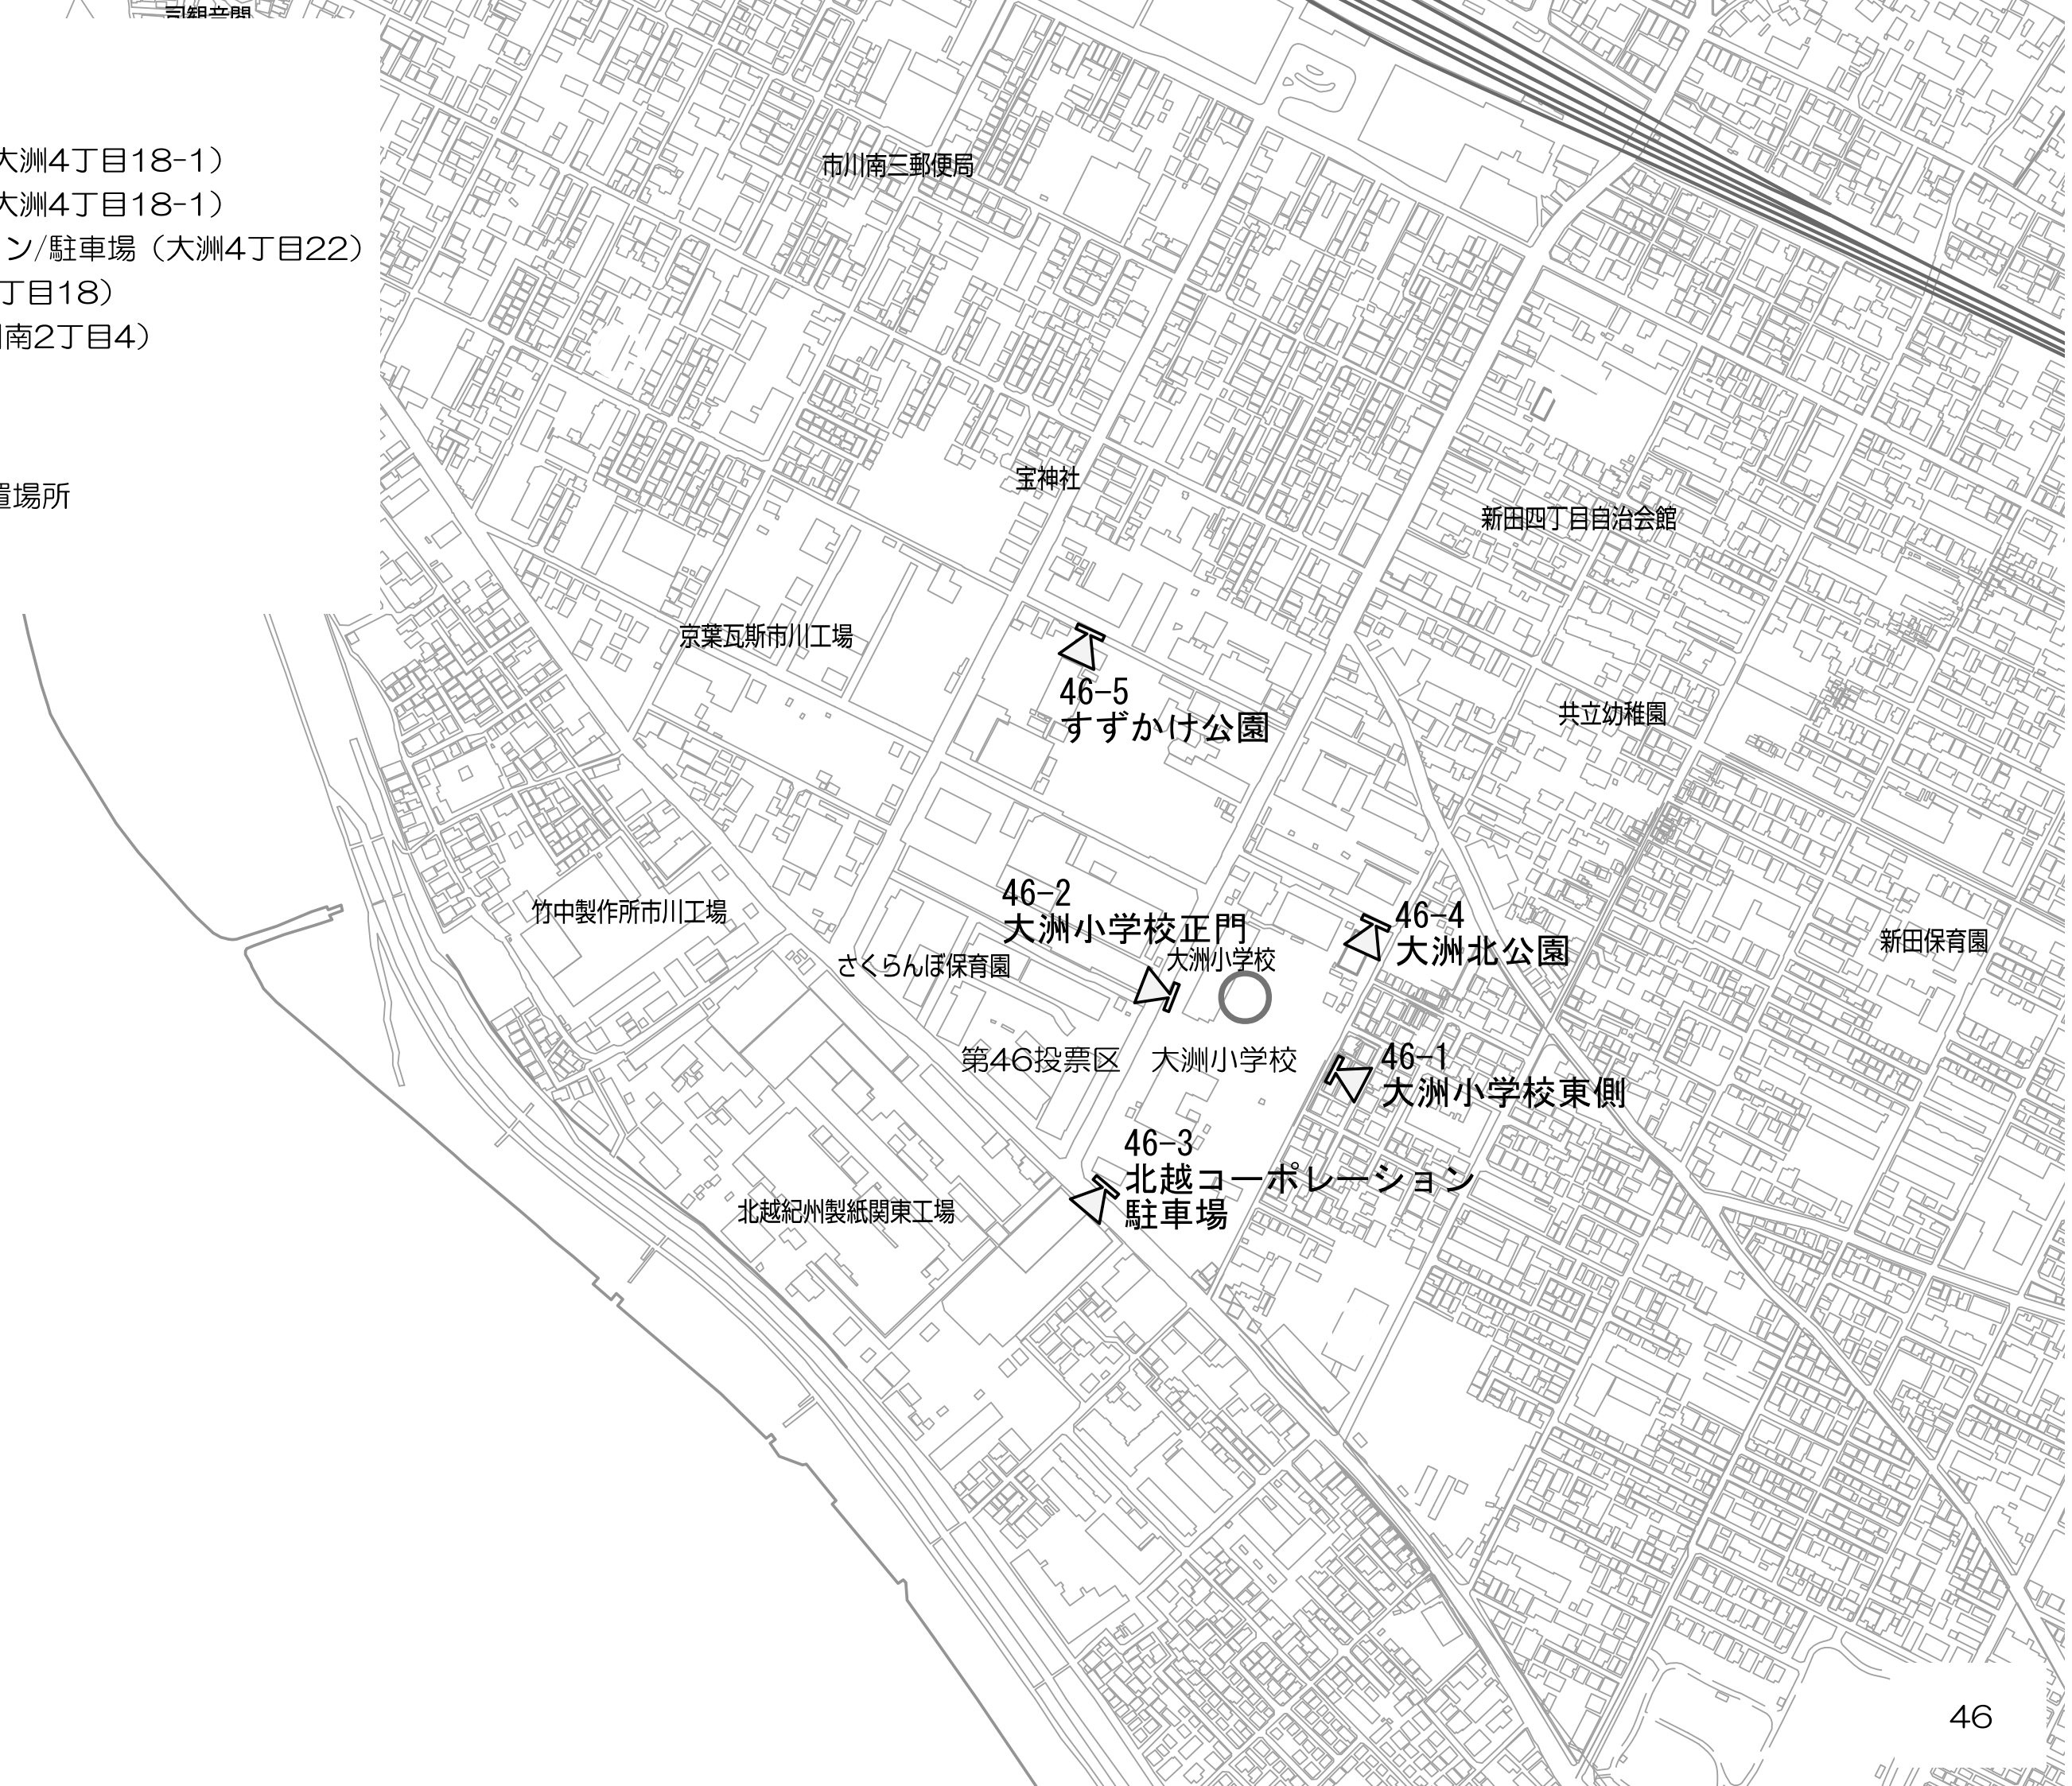 大洲4丁目18-1）
大洲4丁目18-1）
ン/駐車場（大洲4丁目22）
丁目18）
南2丁目4）
置場所
市川南三郵便局
宝神社
新田四丁目自治会館
京葉瓦斯市川工場
46-5
すずかけ公園
共立幼稚園
竹中製作所市川工場
46-2
大洲小学校正門
46-4
大洲北公園
新田保育園
さくらんぼ保育園
大洲小学校
第46投票区　大洲小学校
46-1
大洲小学校東側
46-3
北越コーポレーション
駐車場
北越紀州製紙関東工場
46